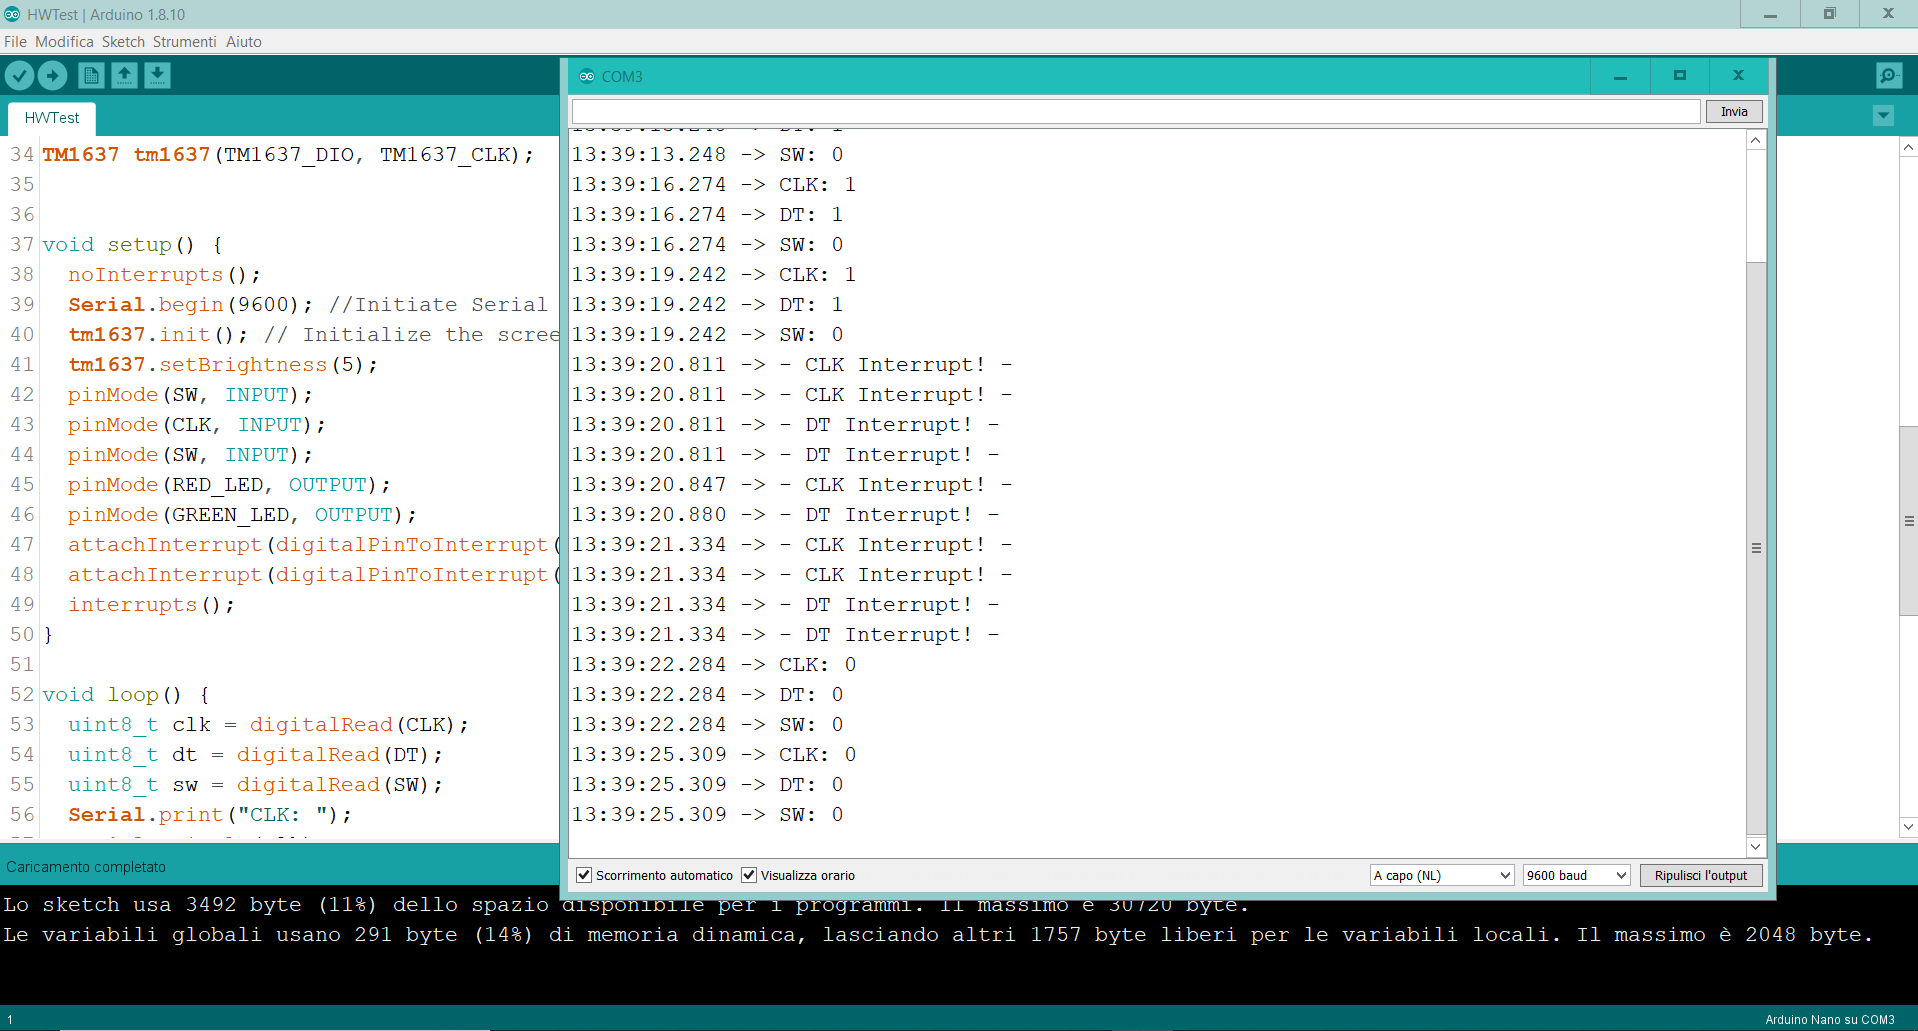 HWTest | Arduino 1.8.10
File Modifica Sketch Strumenti Aiuto
HWTest
34 TM1637 tm1637(TM1637_DIO, TM1637_CLK);
35
36
37 void setup() {
38 noInterrupts();
39 Serial.begin(9600); //Initiate Serial
40 tm1637.init(); // Initialize the scree
41 tm1637.setBrightness(5);
42 pinMode(SW, INPUT);
43 pinMode(CLK, INPUT);
44 pinMode(SW, INPUT);
45 pinMode(RED_LED, OUTPUT);
46 pinMode(GREEN_LED, OUTPUT);
47 attachInterrupt(digitalPinToInterrupt(
48 attachInterrupt(digitalPinToInterrupt(
49 interrupts();
50 }
51
52 void loop() {
53 uint8_t clk = digitalRead(CLK);
54 uint8_t dt = digitalRead(DT);
55 uint8_t sw = digitalRead(SW);
56 Serial.print("CLK: ");
COM3
Invia
13:39:13.248 -> SW: 0
13:39:16.274 -> CLK: 1
13:39:16.274 -> DT: 1
13:39:16.274 -> SW: 0
13:39:19.242 -> CLK: 1
13:39:19.242 -> DT: 1
13:39:19.242 -> SW: 0
13:39:20.811 -> - CLK Interrupt! -
13:39:20.811 -> - CLK Interrupt! -
13:39:20.811 -> - DT Interrupt! -
13:39:20.811 -> - DT Interrupt! -
13:39:20.847 -> - CLK Interrupt! -
13:39:20.880 -> - DT Interrupt! -
13:39:21.334 -> - CLK Interrupt! -
13:39:21.334 -> - CLK Interrupt! -
13:39:21.334 -> - DT Interrupt! -
13:39:21.334 -> - DT Interrupt! -
13:39:22.284 -> CLK: 0
13:39:22.284 -> DT: 0
13:39:22.284 -> SW: 0
13:39:25.309 -> CLK: 0
13:39:25.309 -> DT: 0
13:39:25.309 -> SW: 0
Scorrimento automatico Visualizza orario A capo (NL) 9600 baud Ripulisci l'output
Caricamento completato
Lo sketch usa 3492 byte (11%) dello spazio disponibile per i programmi. Il massimo è 30720 byte.
Le variabili globali usano 291 byte (14%) di memoria dinamica, lasciando altri 1757 byte liberi per le variabili locali. Il massimo è 2048 byte.
1 Arduino Nano su COM3